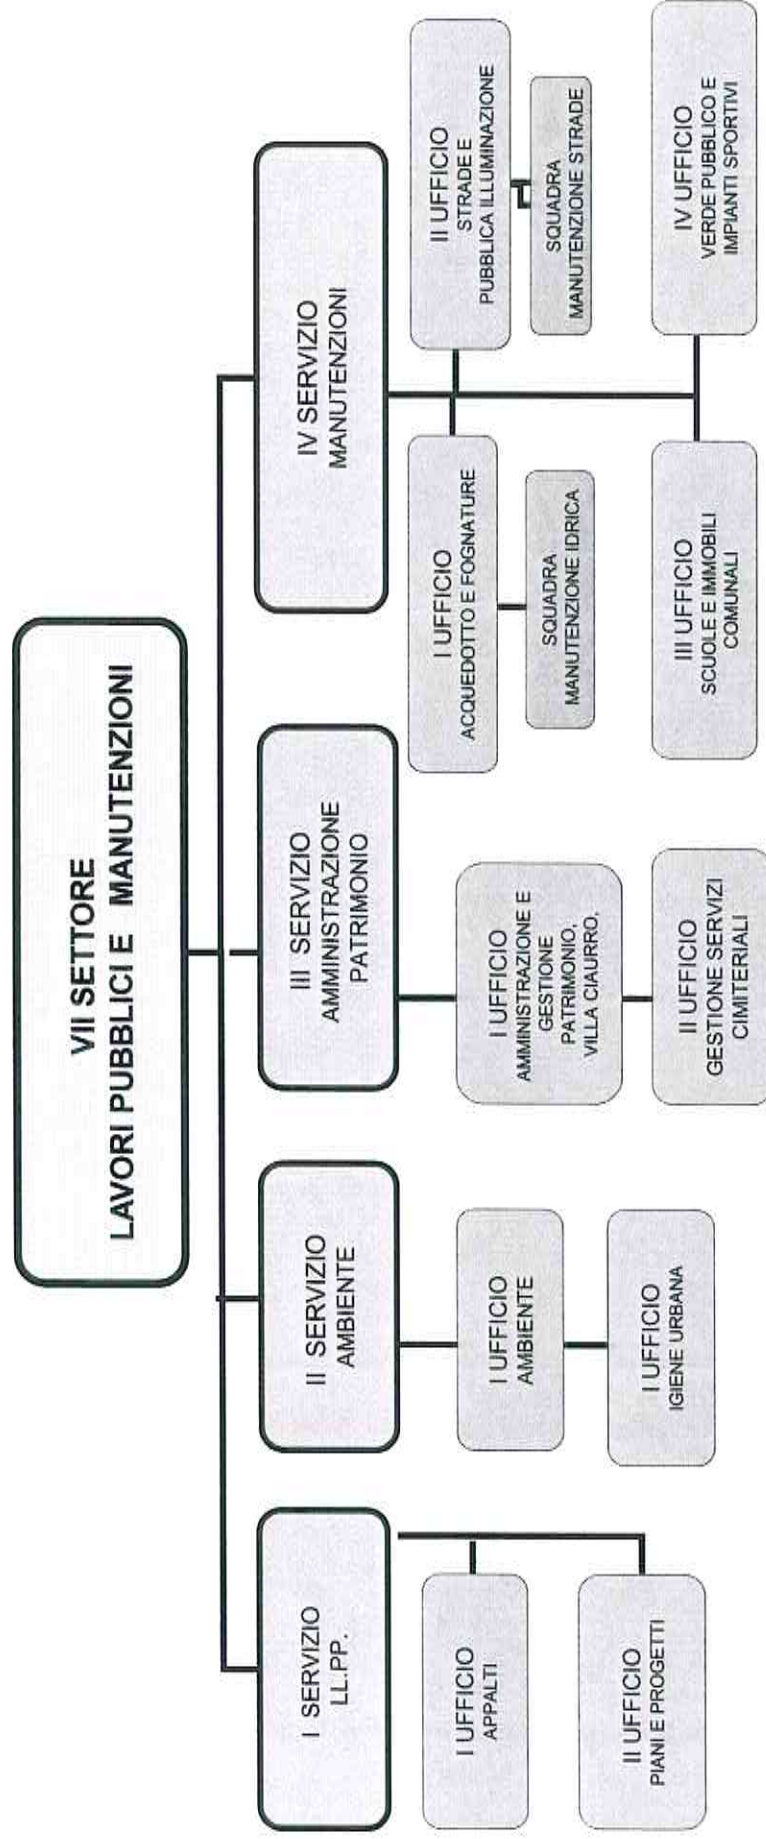 VII SETTORE
LAVORI PUBBLICI E MANUTENZIONI
I SERVIZIO
LL.PP.
I UFFICIO
APPALTI
II UFFICIO
PIANI E PROGETTI
II SERVIZIO
AMBIENTE
I UFFICIO
AMBIENTE
I UFFICIO
IGIENE URBANA
III SERVIZIO
AMMINISTRAZIONE
PATRIMONIO
I UFFICIO
AMMINISTRAZIONE E
GESTIONE
PATRIMONIO,
VILLA CIAURRO,
II UFFICIO
GESTIONE SERVIZI
CIMITERIALI
IV SERVIZIO
MANUTENZIONI
I UFFICIO
ACQUEDOTTO E FOGNATURE
SQUADRA
MANUTENZIONE IDRICA
II UFFICIO
STRADE E
PUBBLICA ILLUMINAZIONE
SQUADRA
MANUTENZIONE STRADE
III UFFICIO
SCUOLE E IMMOBILI
COMUNALI
IV UFFICIO
VERDE PUBBLICO E
IMPIANTI SPORTIVI